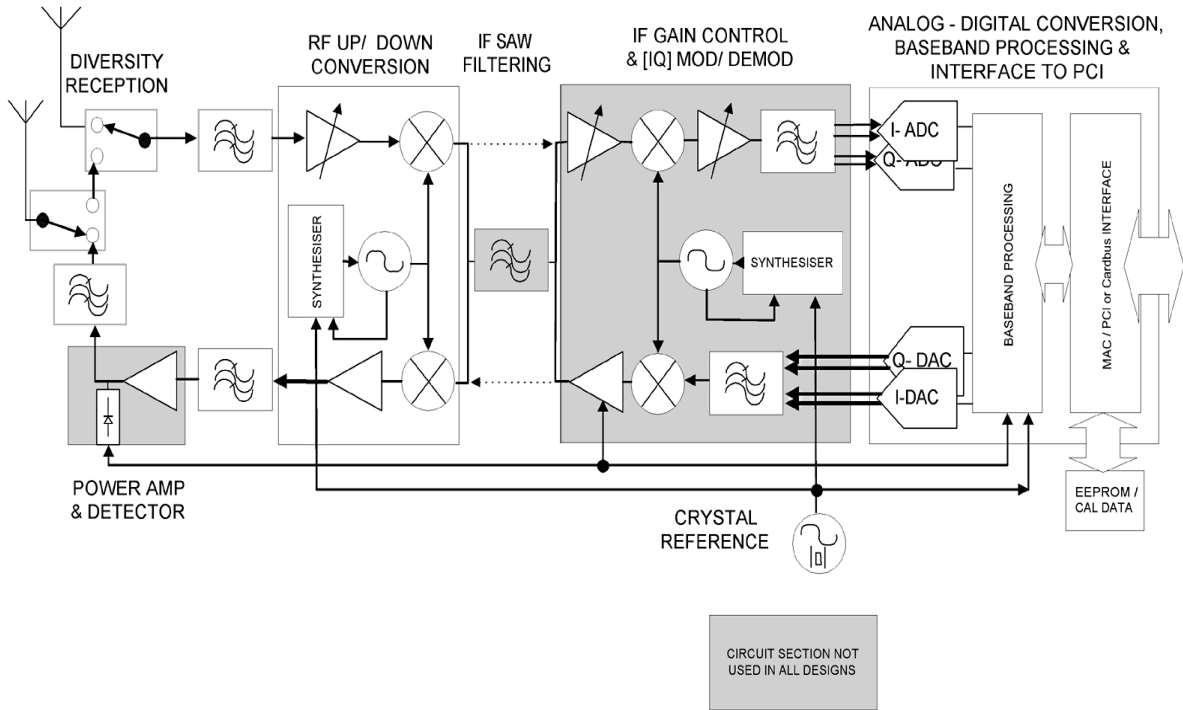 ANALOG - DIGITAL CONVERSION,
BASEBAND PROCESSING &
INTERFACE TO PCI
IF GAIN CONTROL
& [IQ] MOD/ DEMOD
RF UP/ DOWN
CONVERSION
IF SAW
FILTERING
DIVERSITY
RECEPTION
I- ADC
Q- ADC
SYNTHESISER
SYNTHESISER
BASEBAND PROCESSING
MAC / PCI or Cardbus INTERFACE
Q- DAC
I-DAC
POWER AMP
& DETECTOR
CRYSTAL
REFERENCE
EEPROM /
CAL DATA
CIRCUIT SECTION NOT
USED IN ALL DESIGNS